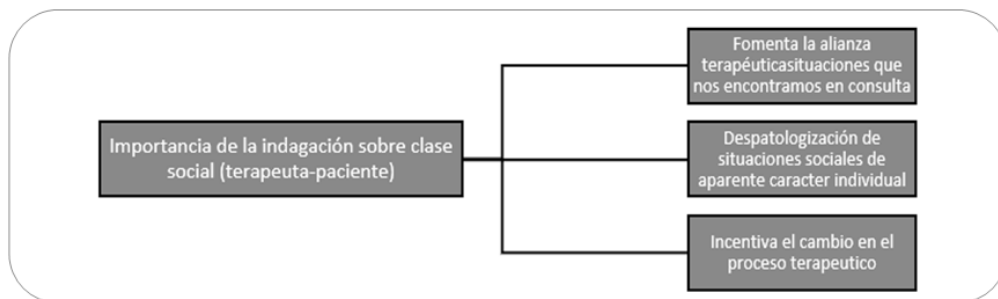 Importancia de la indagación sobre clase
social (terapeuta-paciente)
Fomenta la alianza
terapéuticasituaciones que
nos encontramos en consulta
Despatologización de
situaciones sociales de
aparente caracter individual
Incentiva el cambio en el
proceso terapeutico